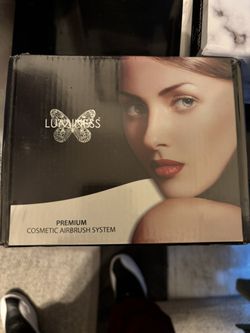 LUMINESS
PREMIUM
COSMETIC AIRBRUSH SYSTEM